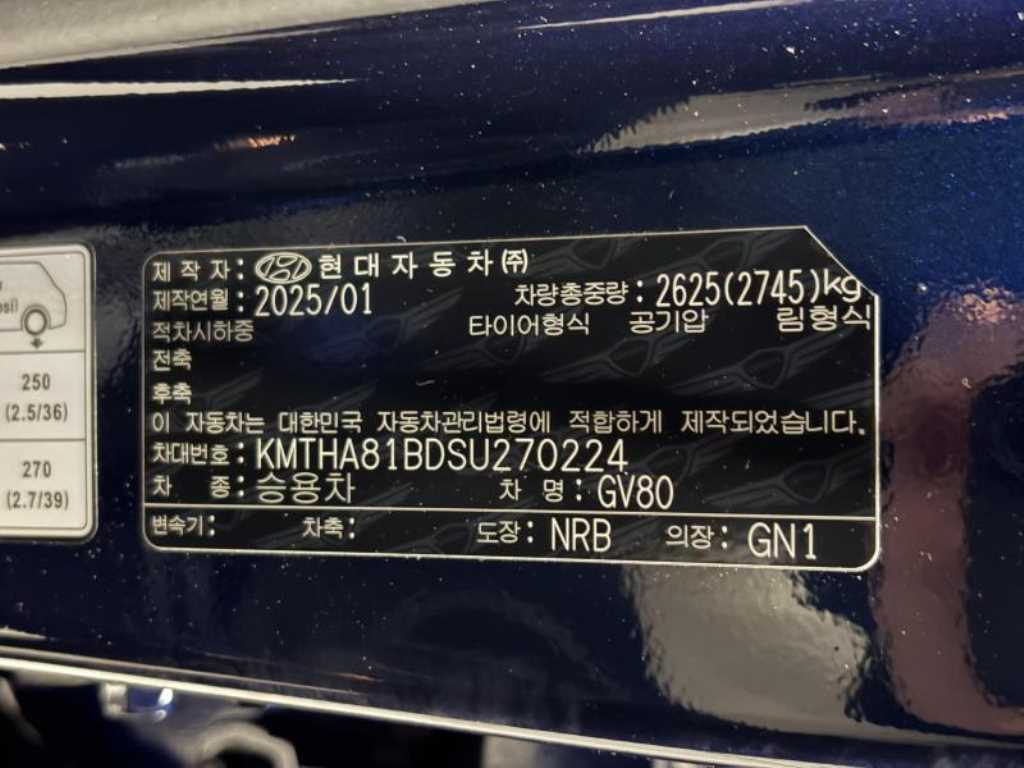 제 작 자 : 현대자동차㈜
제작연월 : 2025/01 차량총중량 : 2625(2745)kg
적차시하중 타이어형식 공기압 림형식
전축
후축
이 자동차는 대한민국 자동차관리법령에 적합하게 제작되었습니다.
차대번호 : KMTHA81BDSU270224
차 종 : 승용차 차 명 : GV80
변속기 : 차축 : 도장 : NRB 의장 : GN1
250
(2.5/36)
270
(2.7/39)